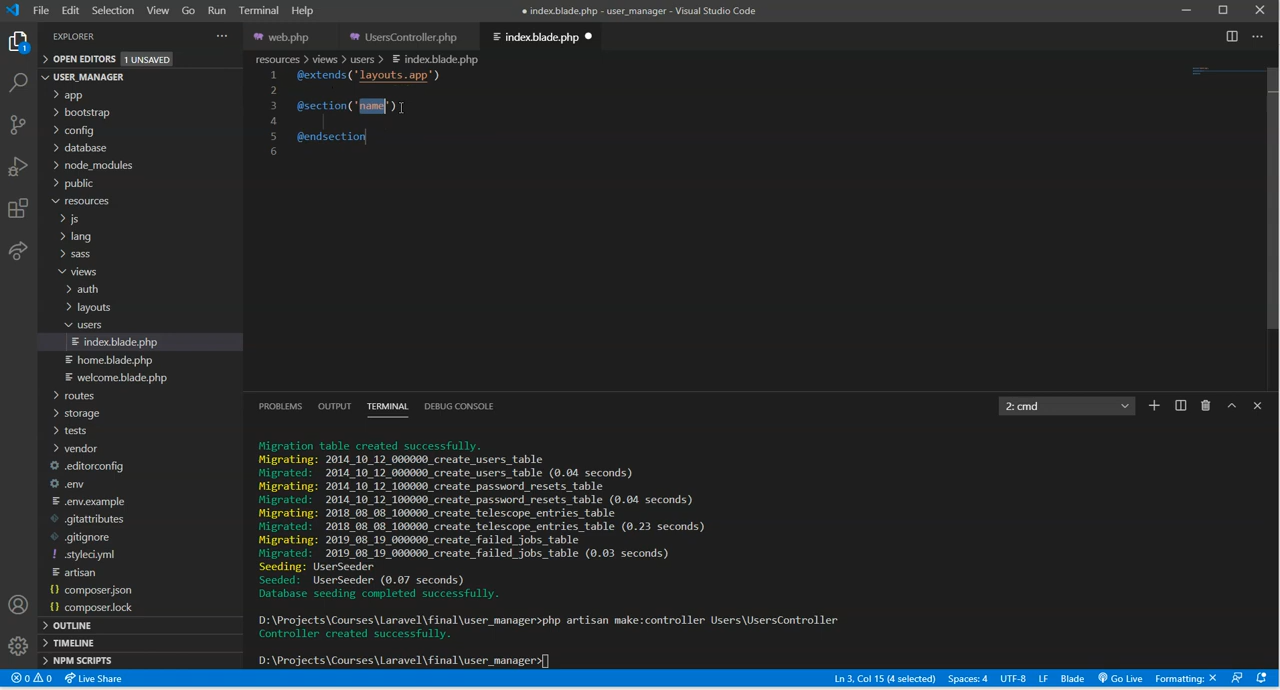 File Edit Selection View Go Run Terminal Help
● index.blade.php - user_manager - Visual Studio Code
EXPLORER
OPEN EDITORS 1 UNSAVED
USER_MANAGER
app
bootstrap
config
database
node_modules
public
resources
js
lang
sass
views
auth
layouts
users
index.blade.php
home.blade.php
welcome.blade.php
routes
storage
tests
vendor
.editorconfig
.env
.env.example
.gitattributes
.gitignore
.styleci.yml
artisan
composer.json
composer.lock
OUTLINE
TIMELINE
NPM SCRIPTS
web.php UsersController.php index.blade.php
resources > views > users > index.blade.php
1 @extends('layouts.app')
2
3 @section('name')
4
5 @endsection
6
PROBLEMS OUTPUT TERMINAL DEBUG CONSOLE 2: cmd
Migration table created successfully.
Migrating: 2014_10_12_000000_create_users_table
Migrated: 2014_10_12_000000_create_users_table (0.04 seconds)
Migrating: 2014_10_12_100000_create_password_resets_table
Migrated: 2014_10_12_100000_create_password_resets_table (0.04 seconds)
Migrating: 2018_08_08_100000_create_telescope_entries_table
Migrated: 2018_08_08_100000_create_telescope_entries_table (0.23 seconds)
Migrating: 2019_08_19_000000_create_failed_jobs_table
Migrated: 2019_08_19_000000_create_failed_jobs_table (0.03 seconds)
Seeding: UserSeeder
Seeded: UserSeeder (0.07 seconds)
Database seeding completed successfully.
D:\Projects\Courses\Laravel\final\user_manager>php artisan make:controller Users\UsersController
Controller created successfully.
D:\Projects\Courses\Laravel\final\user_manager>
0 0 Live Share Ln 3, Col 15 (4 selected) Spaces: 4 UTF-8 LF Blade Go Live Formatting: ×